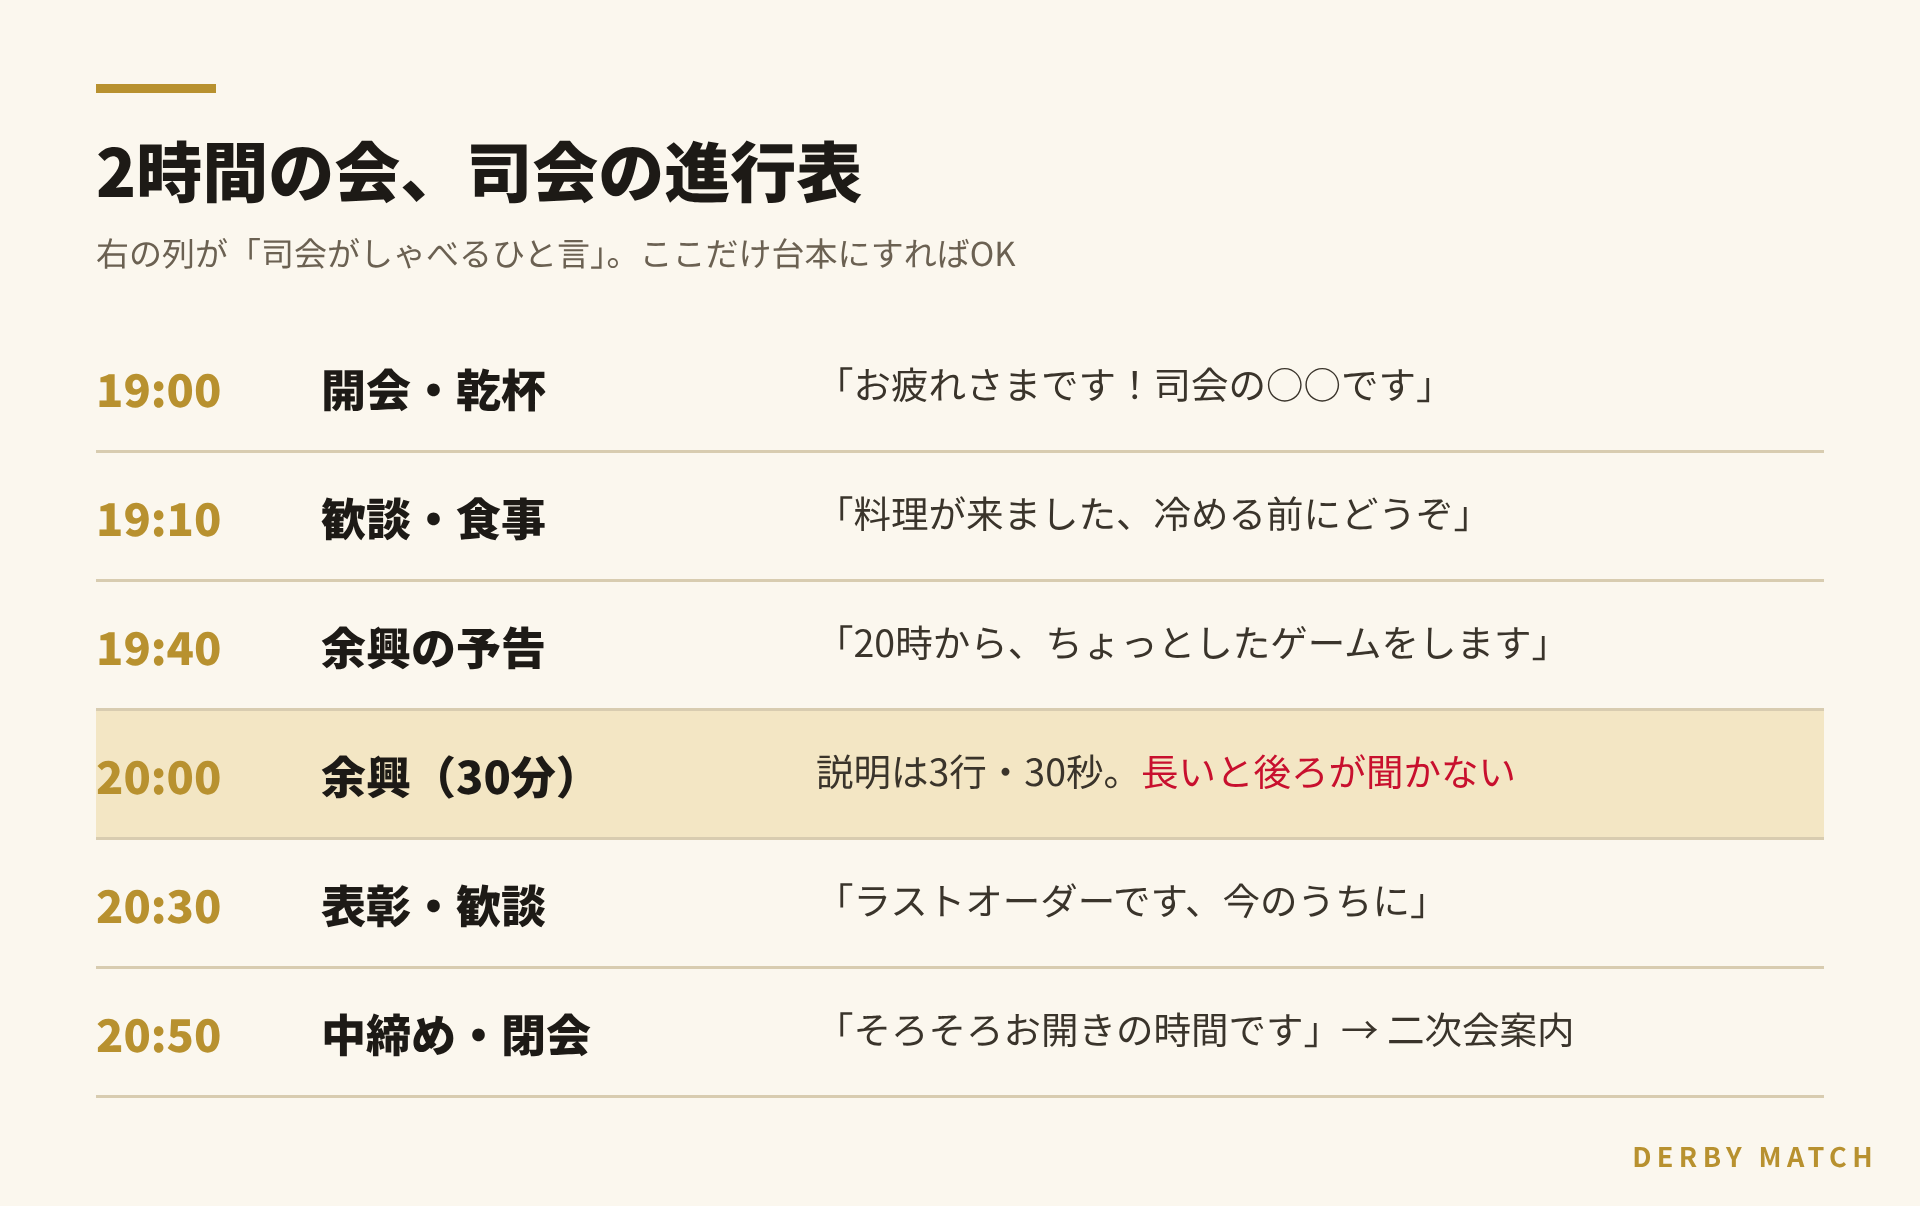 2時間の会、司会の進行表
右の列が「司会がしゃべるひと言」。ここだけ台本にすればOK
19:00 開会・乾杯 「お疲れさまです！司会の◯◯です」
19:10 歓談・食事 「料理が来ました、冷める前にどうぞ」
19:40 余興の予告 「20時から、ちょっとしたゲームをします」
20:00 余興（30分） 説明は3行・30秒。長いと後ろが聞かない
20:30 表彰・歓談 「ラストオーダーです、今のうちに」
20:50 中締め・閉会 「そろそろお開きの時間です」→ 二次会案内
DERBY MATCH